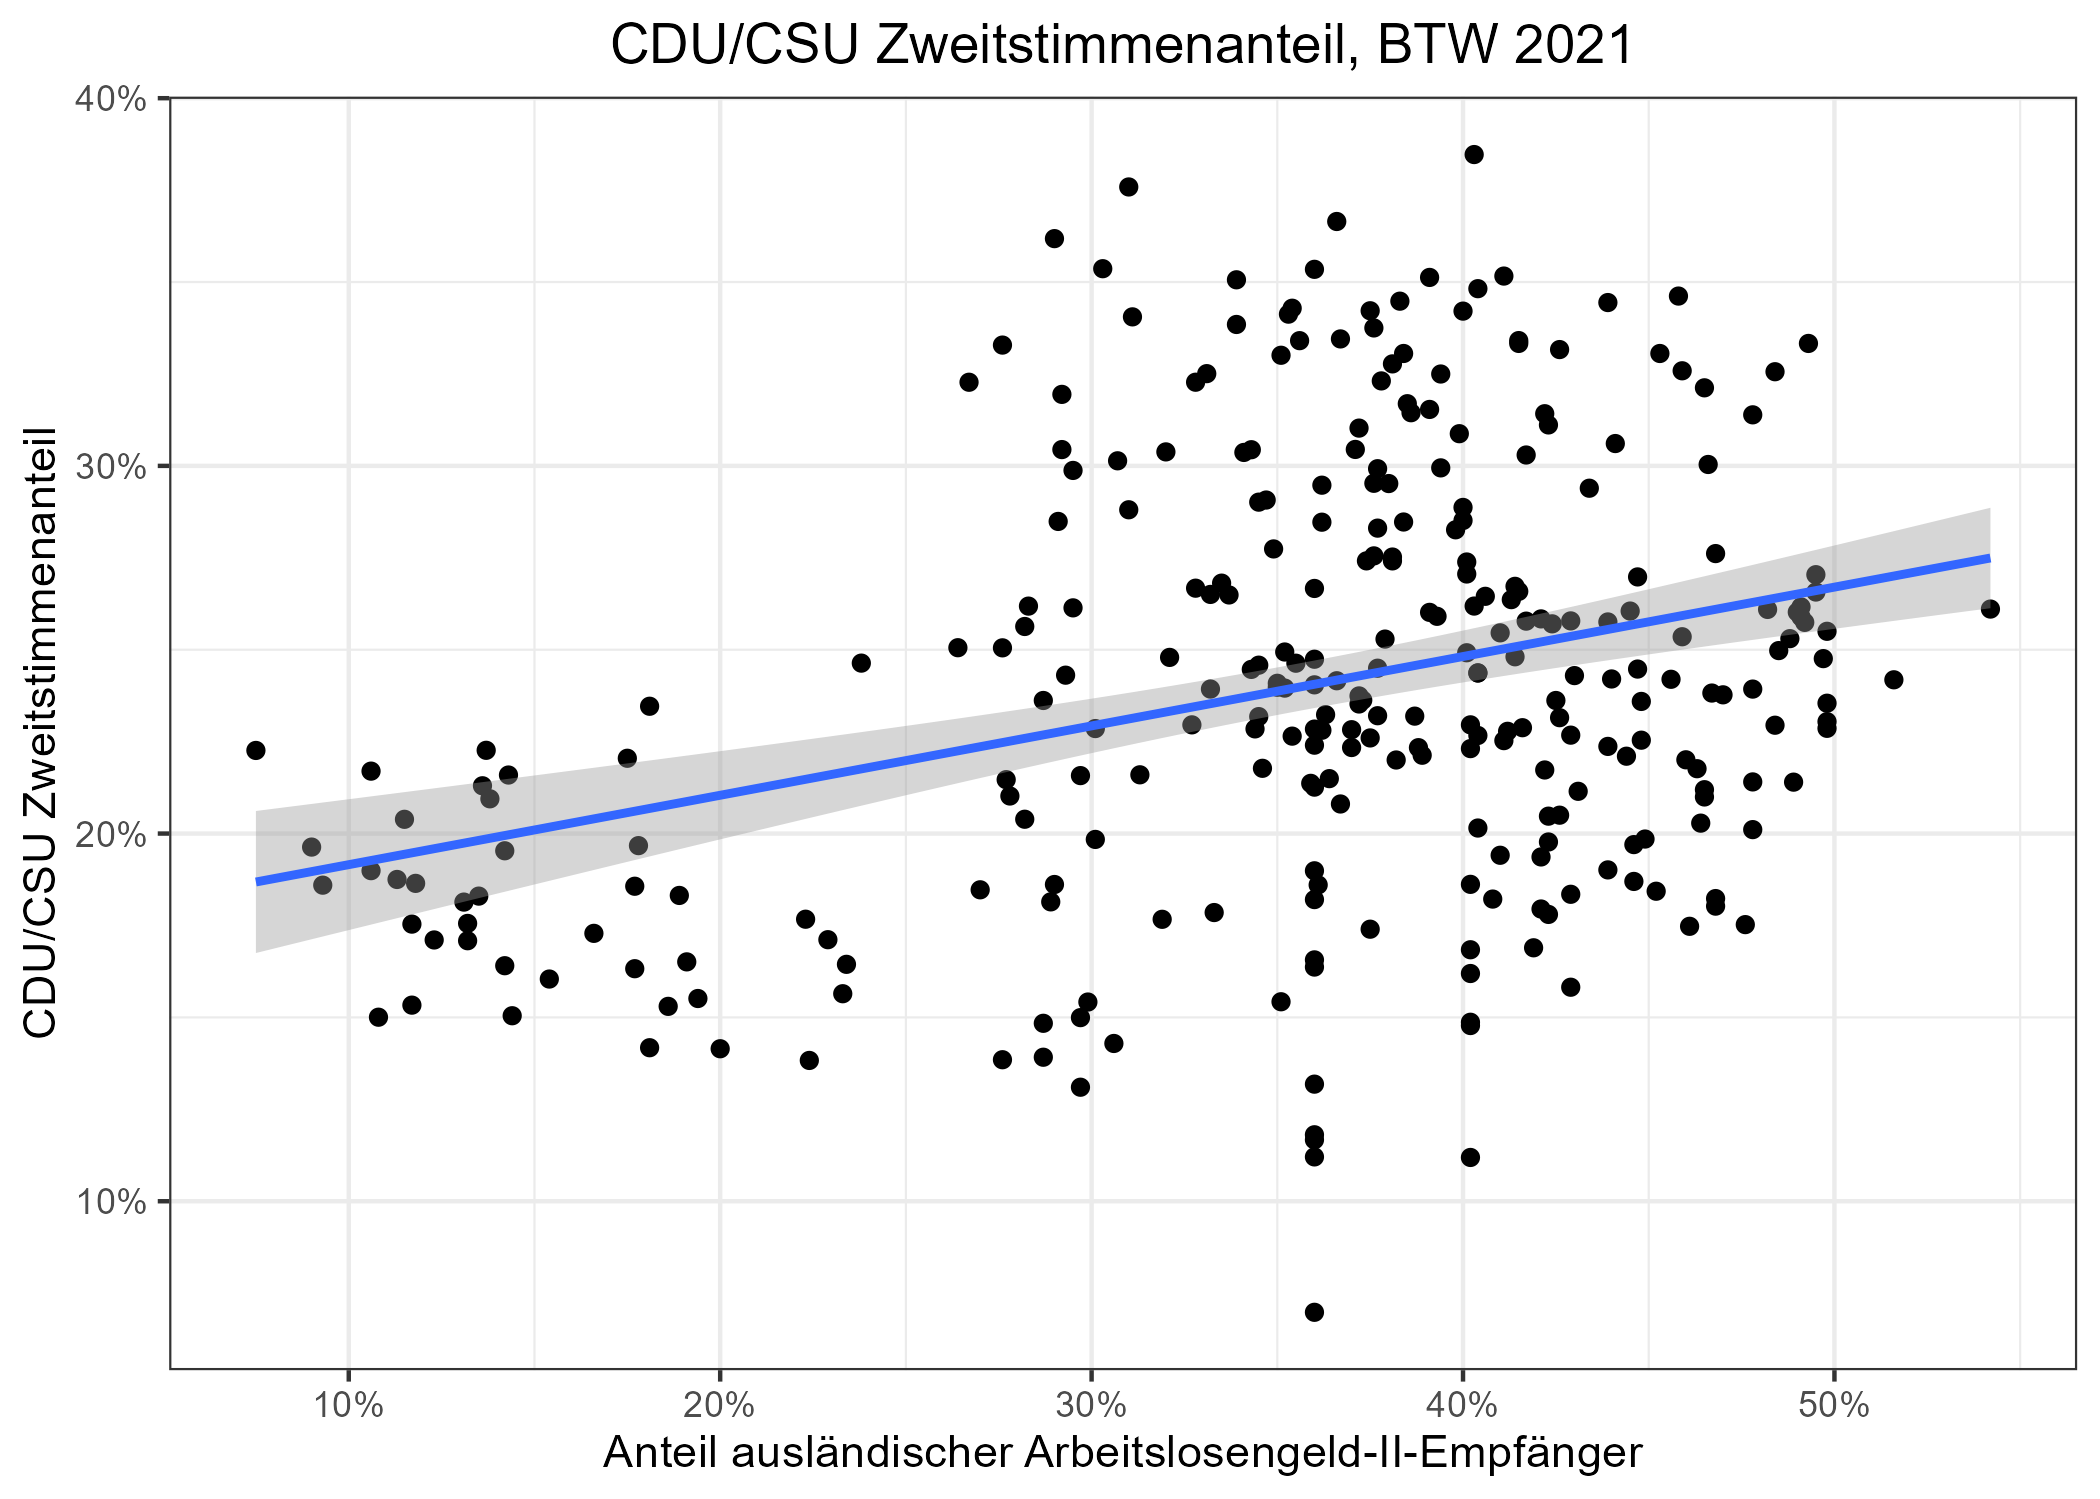 CDU/CSU Zweitstimmenanteil, BTW 2021
CDU/CSU Zweitstimmenanteil
40%
30%
20%
10%
10% 20% 30% 40% 50%
Anteil ausländischer Arbeitslosengeld-II-Empfänger